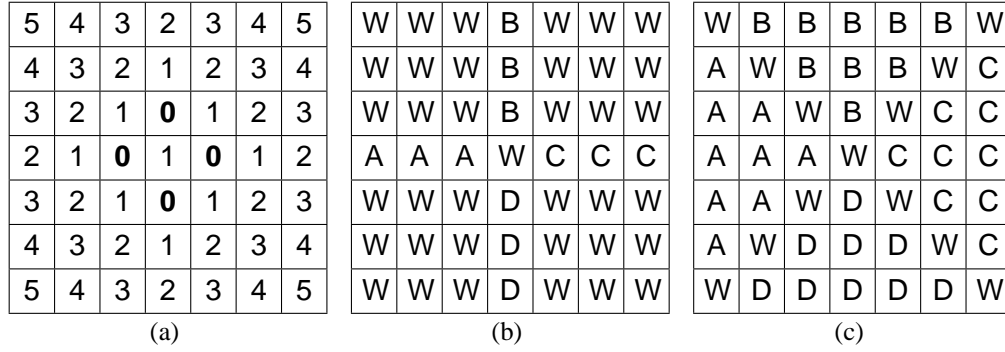 5 4 3 2 3 4 5 W W W B W W W W B B B B B W
4 3 2 1 2 3 4 W W W B W W W A W B B B W C
3 2 1 0 1 2 3 W W W B W W W A A W B W C C
2 1 0 1 0 1 2 A A A W C C C A A A W C C C
3 2 1 0 1 2 3 W W W D W W W A A W D W C C
4 3 2 1 2 3 4 W W W D W W W A W D D D W C
5 4 3 2 3 4 5 W W W D W W W W D D D D D W
(a) (b) (c)